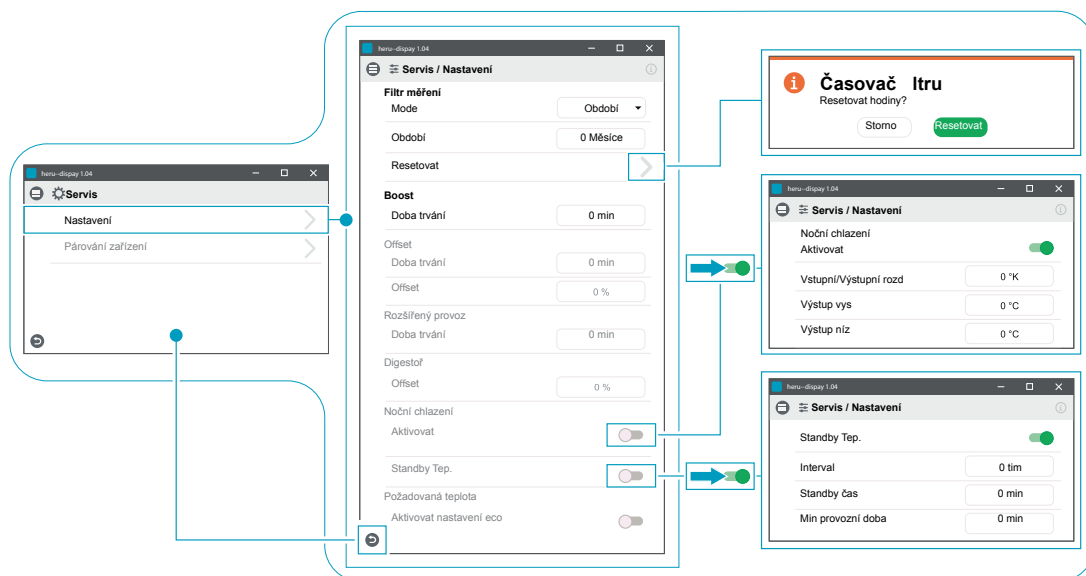 heru-dispay 1.04
Servis
Nastavení
Párování zařízení
heru-dispay 1.04
Servis / Nastavení
Filtr měření
Mode Období
Období 0 Měsíce
Resetovat
Boost
Doba trvání 0 min
Offset
Doba trvání 0 min
Offset 0 %
Rozšířený provoz
Doba trvání 0 min
Digestoř
Offset 0 %
Noční chlazení
Aktivovat
Standby Tep.
Požadovaná teplota
Aktivovat nastavení eco
Časovač ltru
Resetovat hodiny?
Storno Resetovat
heru-dispay 1.04
Servis / Nastavení
Noční chlazení
Aktivovat
Vstupní/Výstupní rozd 0 °K
Výstup vys 0 °C
Výstup níz 0 °C
heru-dispay 1.04
Servis / Nastavení
Standby Tep.
Interval 0 tim
Standby čas 0 min
Min provozní doba 0 min